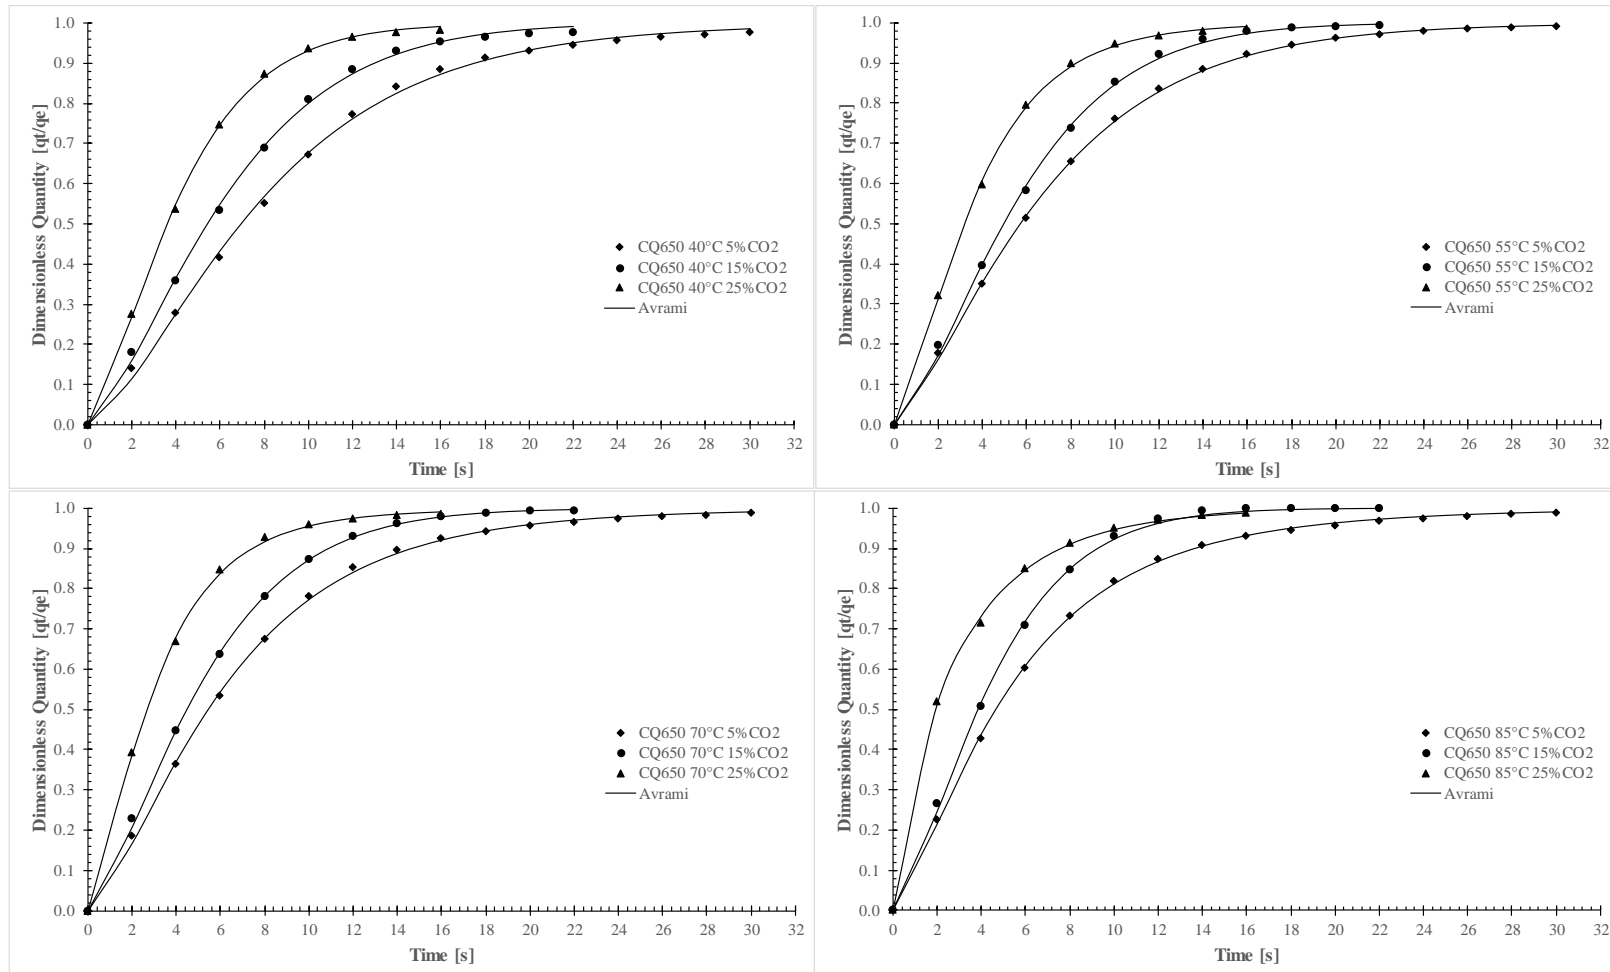 1.0
0.9
0.8
0.7
0.6
0.5
0.4
0.3
0.2
0.1
0.0
Dimensionless Quantity [qt/qe]
CQ650 40°C 5%CO2
CQ650 40°C 15%CO2
CQ650 40°C 25%CO2
Avrami
0 2 4 6 8 10 12 14 16 18 20 22 24 26 28 30 32
Time [s]
1.0
0.9
0.8
0.7
0.6
0.5
0.4
0.3
0.2
0.1
0.0
Dimensionless Quantity [qt/qe]
CQ650 55°C 5%CO2
CQ650 55°C 15%CO2
CQ650 55°C 25%CO2
Avrami
0 2 4 6 8 10 12 14 16 18 20 22 24 26 28 30 32
Time [s]
1.0
0.9
0.8
0.7
0.6
0.5
0.4
0.3
0.2
0.1
0.0
Dimensionless Quantity [qt/qe]
CQ650 70°C 5%CO2
CQ650 70°C 15%CO2
CQ650 70°C 25%CO2
Avrami
0 2 4 6 8 10 12 14 16 18 20 22 24 26 28 30 32
Time [s]
1.0
0.9
0.8
0.7
0.6
0.5
0.4
0.3
0.2
0.1
0.0
Dimensionless Quantity [qt/qe]
CQ650 85°C 5%CO2
CQ650 85°C 15%CO2
CQ650 85°C 25%CO2
Avrami
0 2 4 6 8 10 12 14 16 18 20 22 24 26 28 30 32
Time [s]